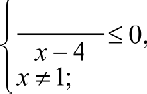 x − 4 ≤ 0,
x ≠ 1;